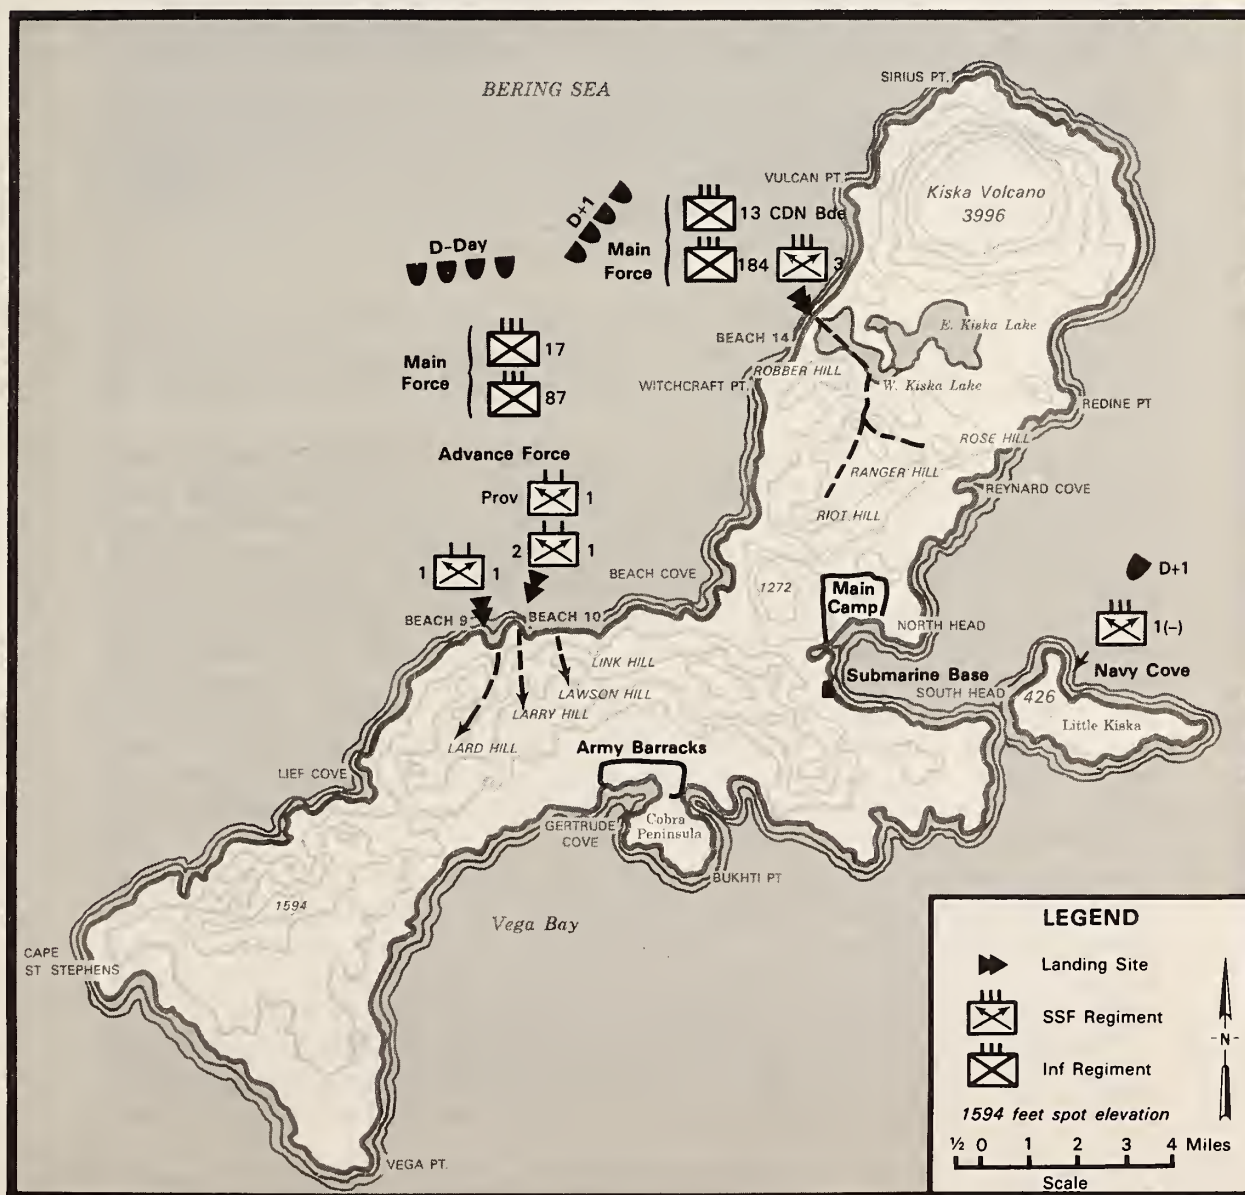 BERING SEA
SIRIUS PT.
VULCAN PT.
Kiska Volcano
3996
D+1
Main
Force
13 CDN Bde
184
3
D-Day
Main
Force
17
87
BEACH 14
ROBBER HILL
E. Kiska Lake
W. Kiska Lake
WITCHCRAFT PT.
REDINE PT
ROSE HILL
RANGER HILL
REYNARD COVE
RIOT HILL
Advance Force
Prov
1
2
1
1
1
BEACH COVE
BEACH 9
BEACH 10
1272
Main
Camp
NORTH HEAD
D+1
1(-)
Navy Cove
Submarine Base
SOUTH HEAD
426
Little Kiska
LINK HILL
LAWSON HILL
LARRY HILL
LARD HILL
Army Barracks
LIEF COVE
GERTRUDE
COVE
Cobra
Peninsula
BUKHTI PT
1594
Vega Bay
CAPE
ST STEPHENS
VEGA PT.
LEGEND
Landing Site
SSF Regiment
Inf Regiment
-N-
1594 feet spot elevation
½ 0 1 2 3 4 Miles
Scale